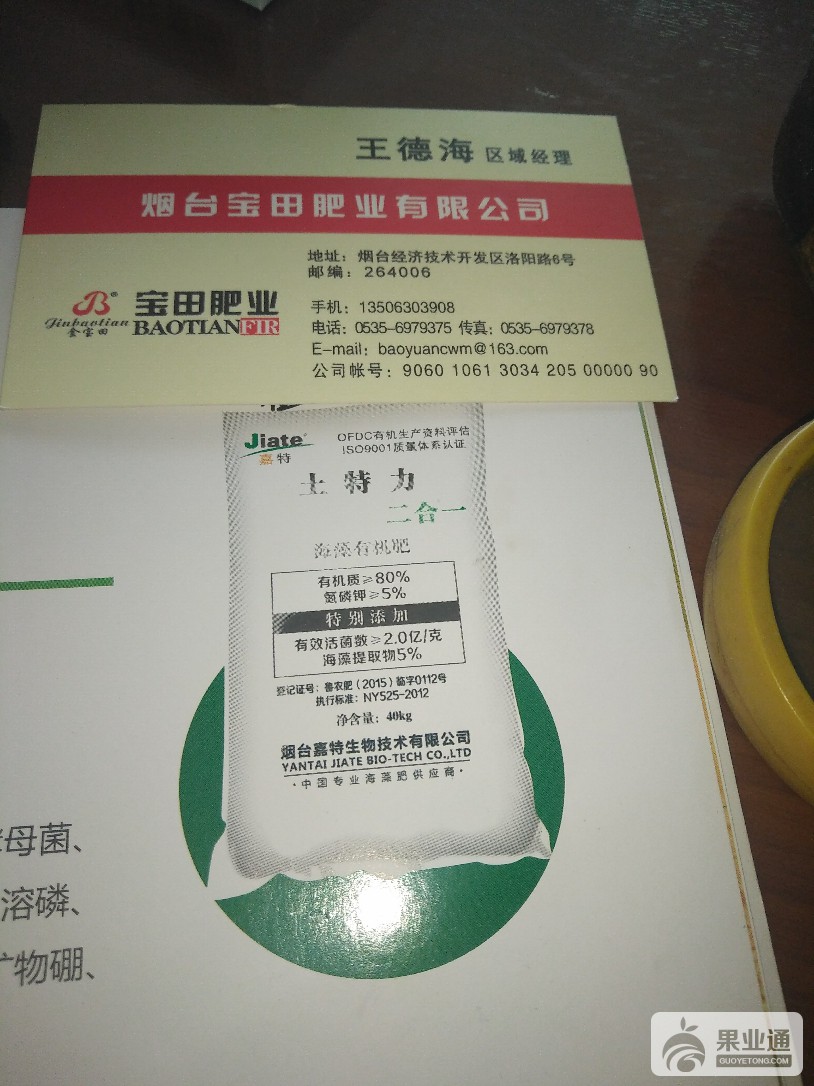 王德海 区域经理
烟台宝田肥业有限公司
地址：烟台经济技术开发区洛阳路6号
邮编：264006
手机：13506303908
电话：0535-6979375 传真：0535-6979378
E-mail：baoyuancwm@163.com
公司帐号：9060 1061 3034 205 00000 90
B®
Jinbaotian
金宝田
宝田肥业
BAOTIANFIR
Jiate
嘉特
OFDC有机生产资料评估
ISO9001质量体系认证
土特力
二合一
海藻有机肥
有机质≥80%
氮磷钾≥5%
特别添加
有效活菌数≥2.0亿/克
海藻提取物5%
登记证号：鲁农肥（2015）临字0112号
执行标准：NY525-2012
净含量：40kg
烟台嘉特生物技术有限公司
YANTAI JIATE BIO-TECH CO.,LTD
·中国专业海藻肥供应商·
母菌、
溶磷、
物硼、
果业通
GUOYETONG.COM